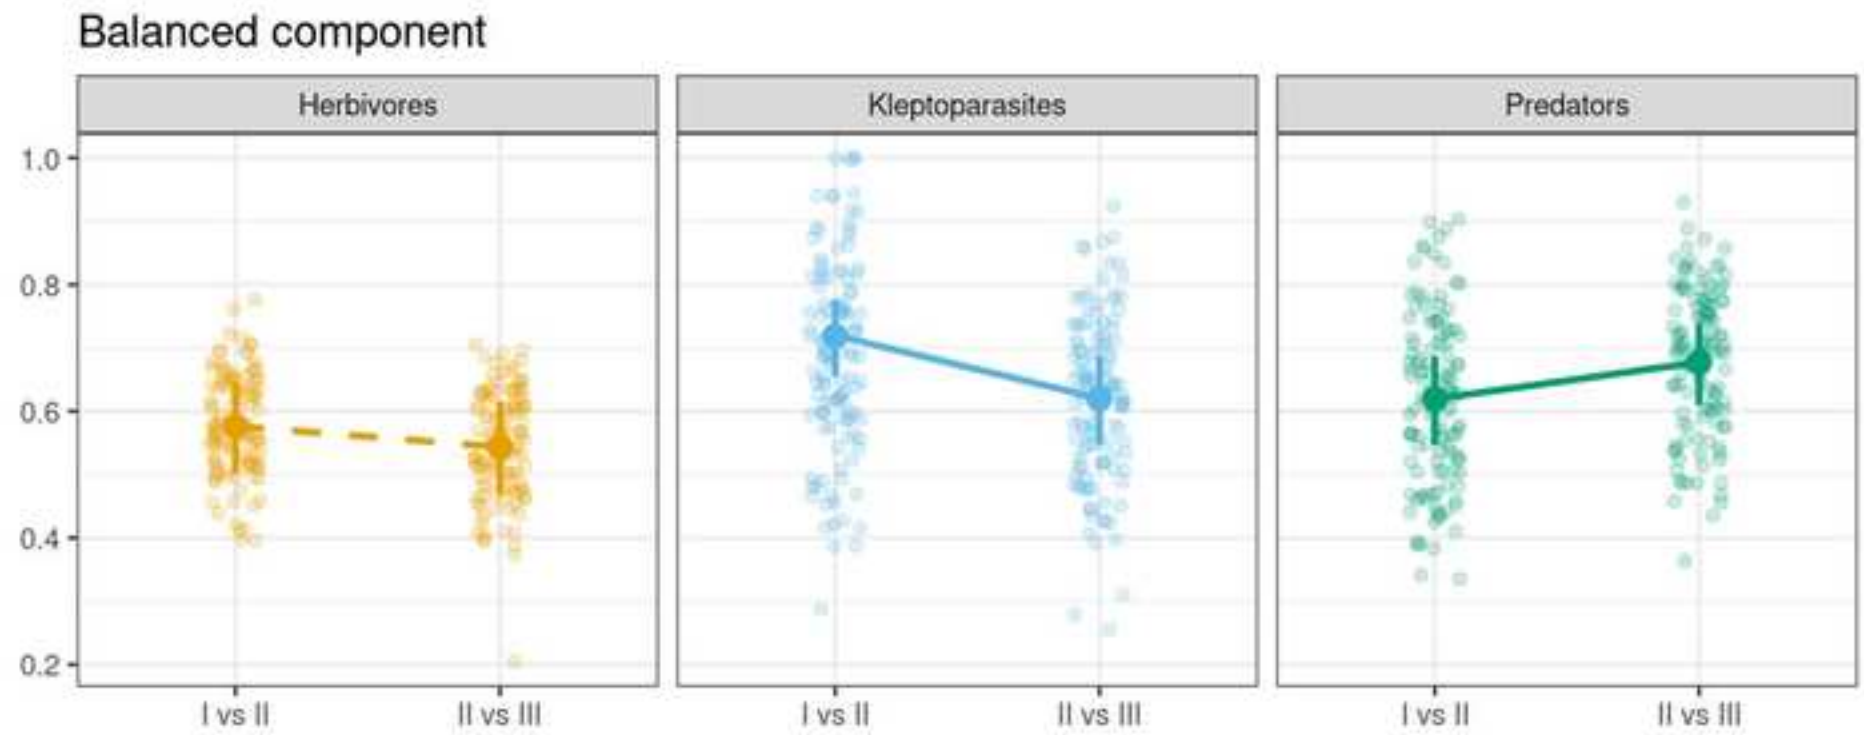 Balanced component
Herbivores Kleptoparasites Predators
1.0
0.8
0.6
0.4
0.2
I vs II II vs III I vs II II vs III I vs II II vs III